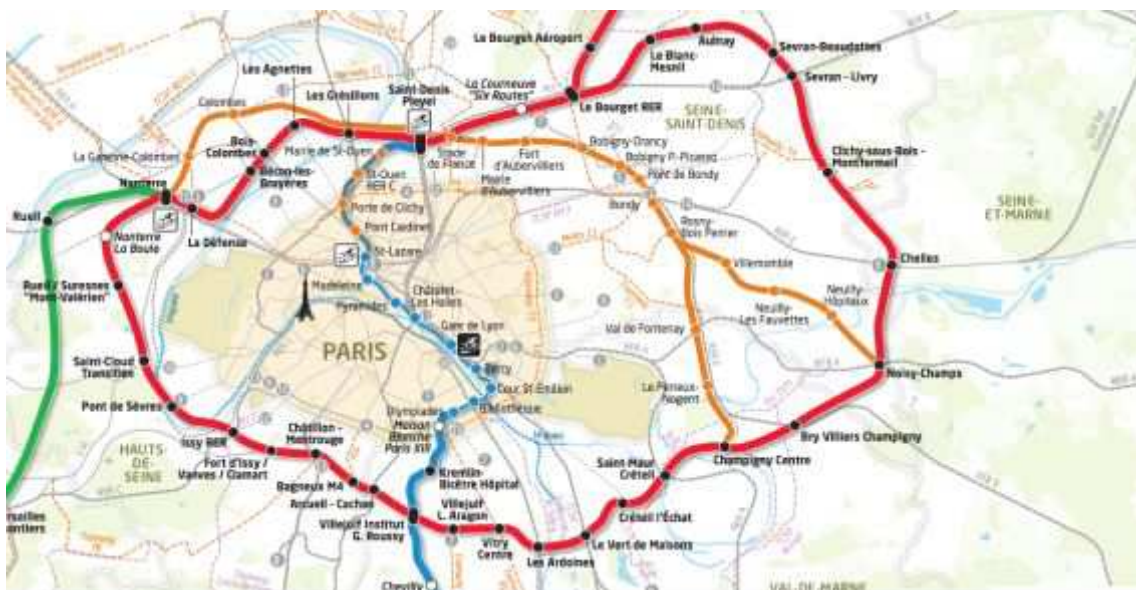 Le Bourget Aéroport
Aulnay
Sevran-Beaudottes
Le Blanc-
Mesnil
Sevran - Livry
Les Agnettes
Saint-Denis
Pleyel
La Courneuve
"Six Routes"
Les Grésillons
Le Bourget RER
SEINE-
SAINT-DENIS
Colombes
Bois-
Colombes
Mairie de St-Ouen
Stade
de France
Mairie
d'Aubervilliers
Fort
d'Aubervilliers
Bobigny-Drancy
Bobigny P. Picasso
Pont de Bondy
Clichy-sous-Bois -
Montfermeil
La Garenne-Colombes
Bécon-les-
Bruyères
St-Ouen
RER C
Nanterre
Porte de Clichy
Bondy
SEINE-
ET-MARNE
Rueil
Nanterre
La Boule
La Défense
Pont Cardinet
Rosny-
Bois Perrier
St-Lazare
Villemomble
Chelles
Rueil / Suresnes
"Mont-Valérien"
Madeleine
Pyramides
Châtelet-
Les Halles
Neuilly-
Hôpitaux
Neuilly-
Les Fauvettes
Gare de Lyon
Val de Fontenay
PARIS
Saint-Cloud
Transilien
Bercy
Noisy-Champs
Cour St-Emilion
Le Perreux-
Nogent
Pont de Sèvres
Olympiades
Bibliothèque
Maison
Blanche
Paris XIII
Issy RER
Châtillon -
Montrouge
Bry Villiers Champigny
HAUTS-
DE-
SEINE
Fort d'Issy /
Vanves / Clamart
Champigny Centre
Saint-Maur
Créteil
Bagneux M4
Kremlin-
Bicêtre Hôpital
Arcueil - Cachan
Villejuif
L. Aragon
Créteil l'Échat
Villejuif Institut
G. Roussy
Vitry
Centre
Le Vert de Maisons
Les Ardoines
Chevilly
VAL-DE-MARNE